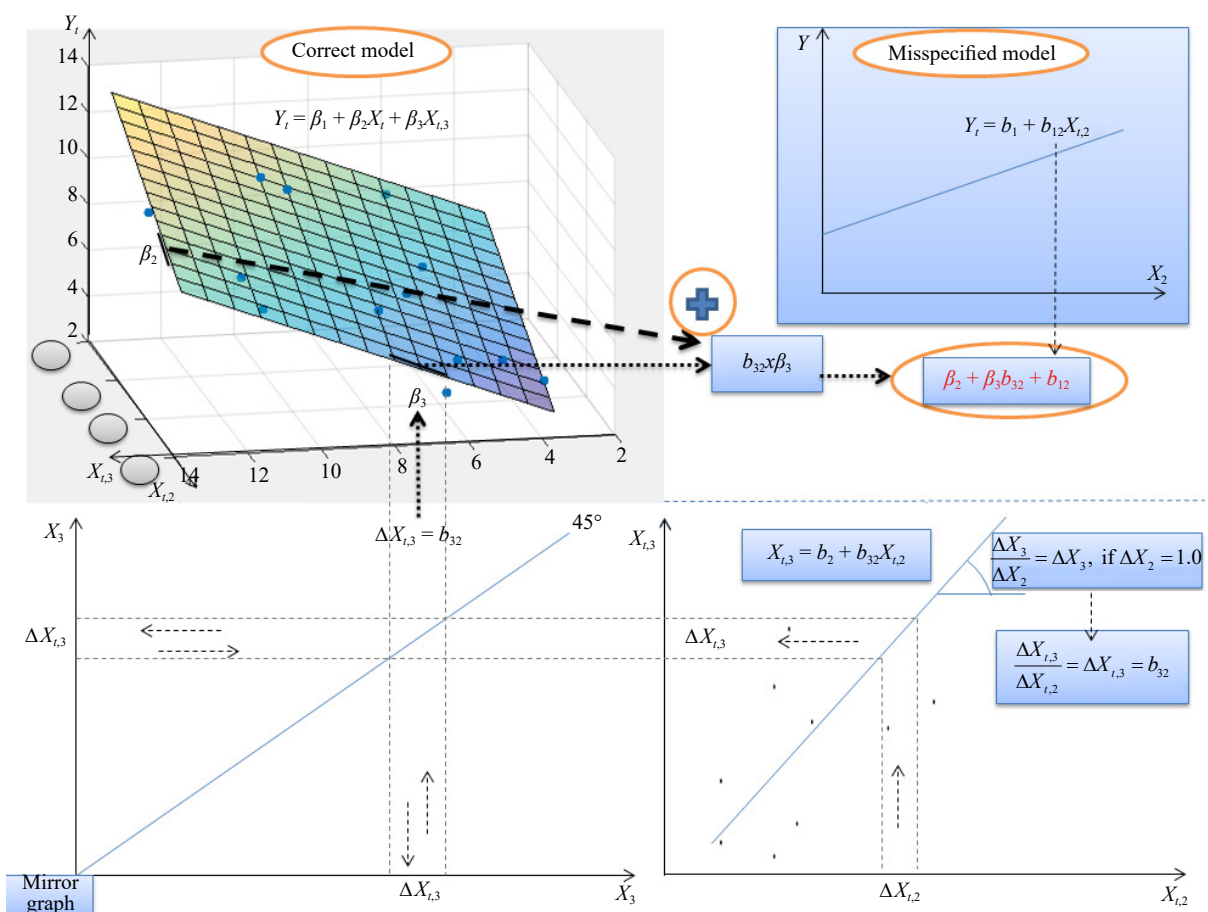 Y_t
14
12
10
8
6
4
2
Correct model
Y_t = β_1 + β_2X_t + β_3X_{t,3}
β_2
β_3
X_{t,3}
X_{t,2}
14
12
10
8
6
4
2
Y
Misspecified model
Y_t = b_1 + b_{12}X_{t,2}
X_2
b_{32}xβ_3
β_2 + β_3b_{32} + b_{12}
X_3
ΔX_{t,3} = b_{32}
45°
ΔX_{t,3}
Mirror
graph
ΔX_{t,3}
X_3
X_{t,3}
X_{t,3} = b_2 + b_{32}X_{t,2}
ΔX_3/ΔX_2 = ΔX_3, if ΔX_2 = 1.0
ΔX_{t,3}
ΔX_{t,3}/ΔX_{t,2} = ΔX_{t,3} = b_{32}
ΔX_{t,2}
X_{t,2}